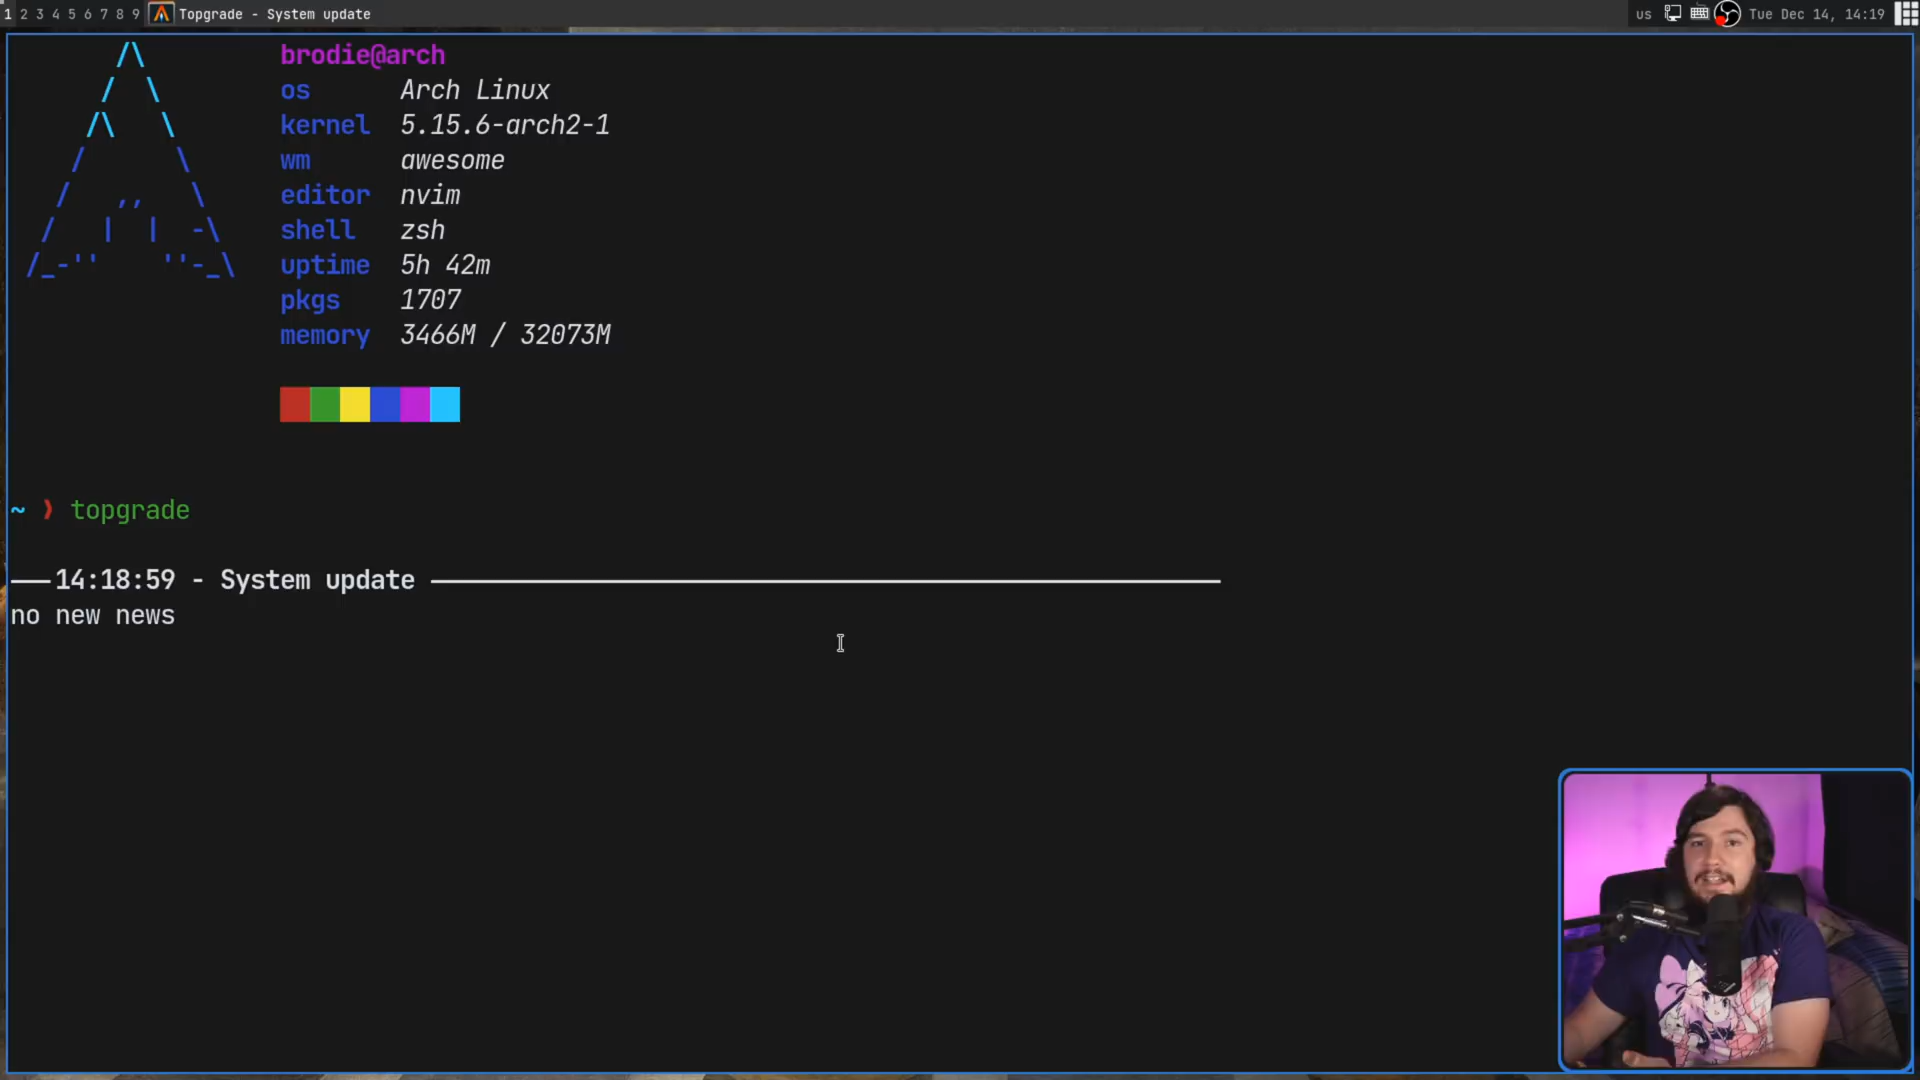 1 2 3 4 5 6 7 8 9 Topgrade - System update us Tue Dec 14, 14:19
brodie@arch
os Arch Linux
kernel 5.15.6-arch2-1
wm awesome
editor nvim
shell zsh
uptime 5h 42m
pkgs 1707
memory 3466M / 32073M
~ ❯ topgrade
14:18:59 - System update
no new news